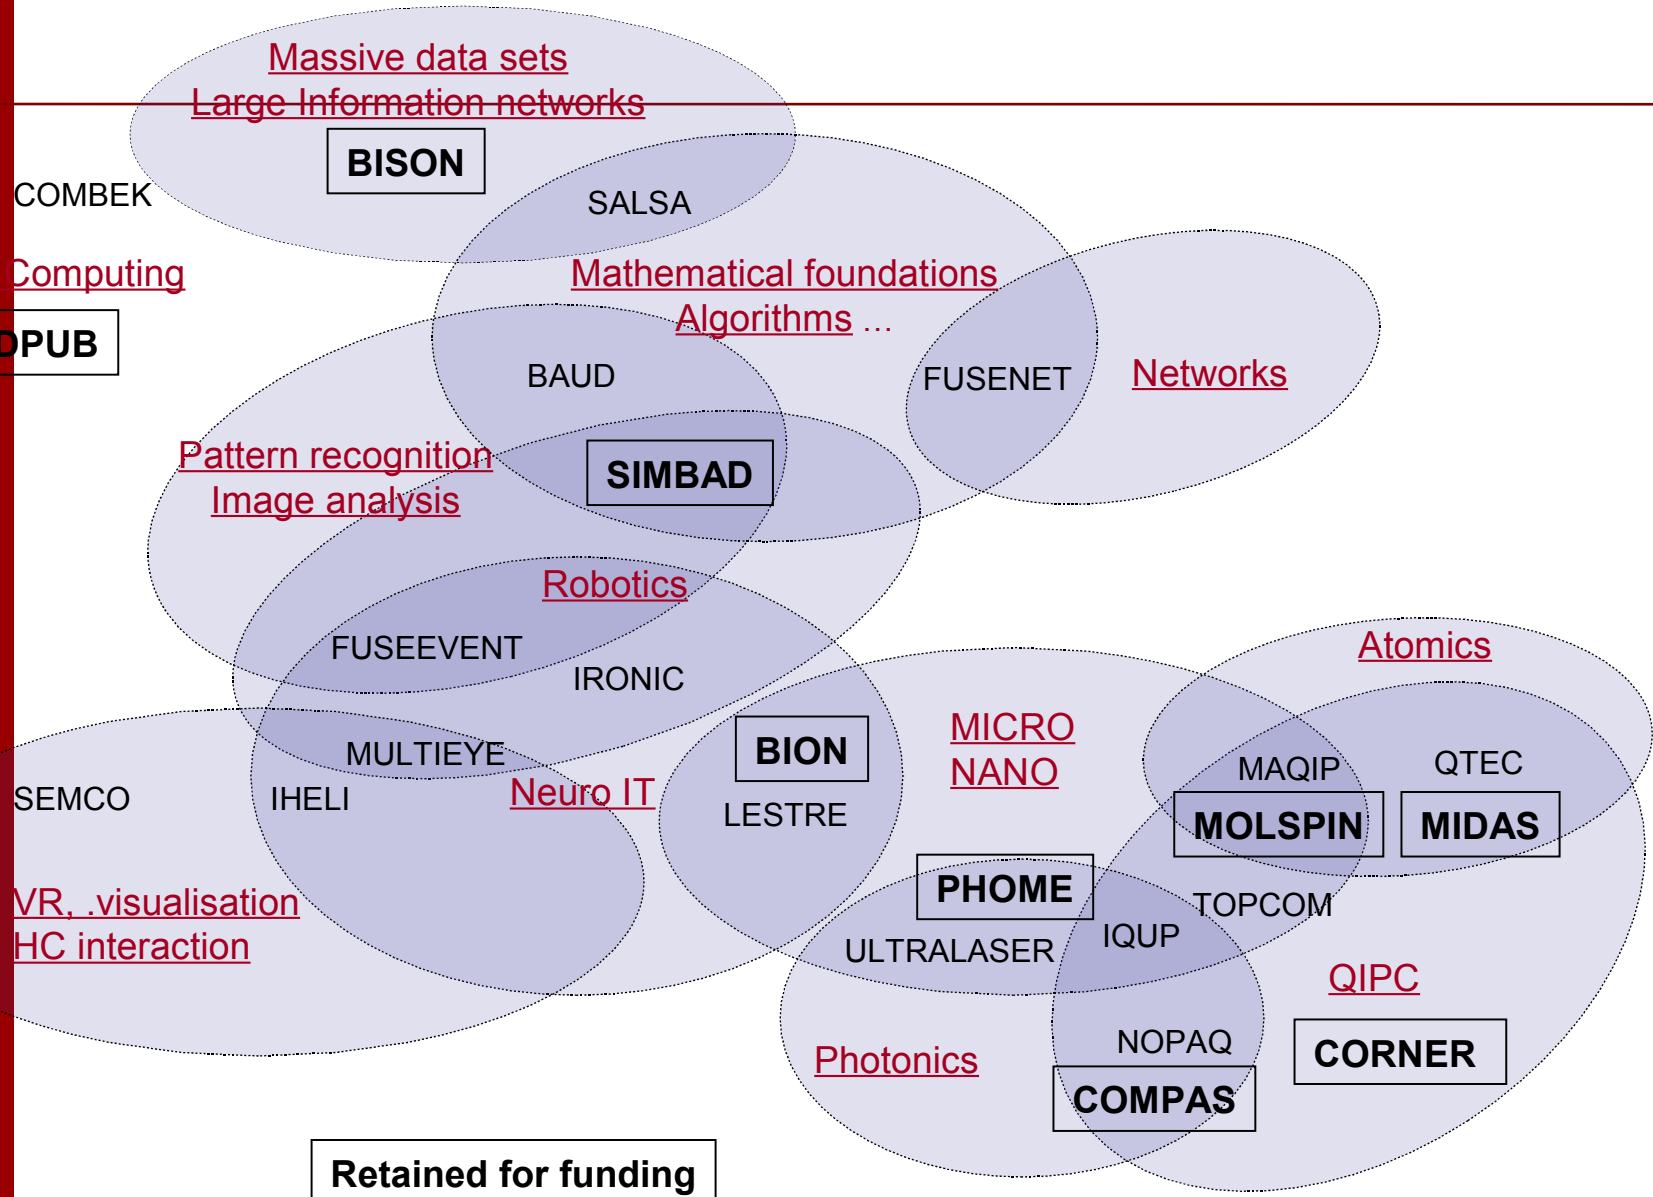 Massive data sets
Large Information networks
BISON
COMBEK
SALSA
Computing
Mathematical foundations
Algorithms ...
DPUB
BAUD
FUSENET
Networks
Pattern recognition
Image analysis
SIMBAD
Robotics
FUSEEVENT
IRONIC
Atomics
MICRO
NANO
BION
MULTIEYE
MAQIP
QTEC
SEMCO
IHELI
Neuro IT
LESTRE
MOLSPIN
MIDAS
PHOME
VR, .visualisation
HC interaction
TOPCOM
IQUP
ULTRALASER
QIPC
NOPAQ
CORNER
Photonics
COMPAS
Retained for funding